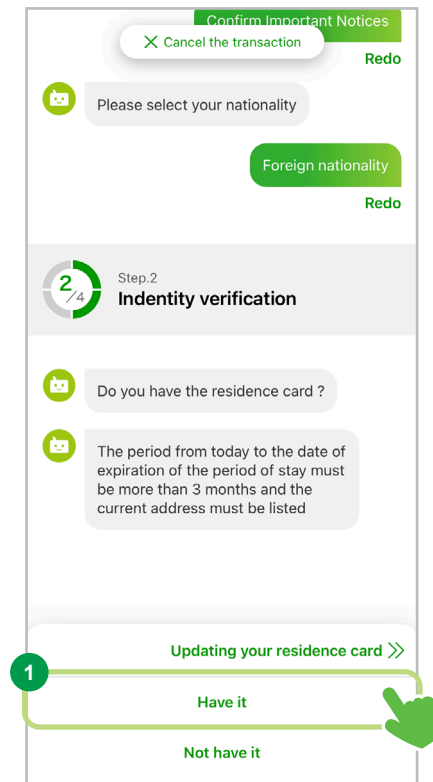 Confirm Important Notices
Cancel the transaction
Redo
Please select your nationality
Foreign nationality
Redo
2/4
Step.2
Indentity verification
Do you have the residence card ?
The period from today to the date of
expiration of the period of stay must
be more than 3 months and the
current address must be listed
Updating your residence card
1
Have it
Not have it